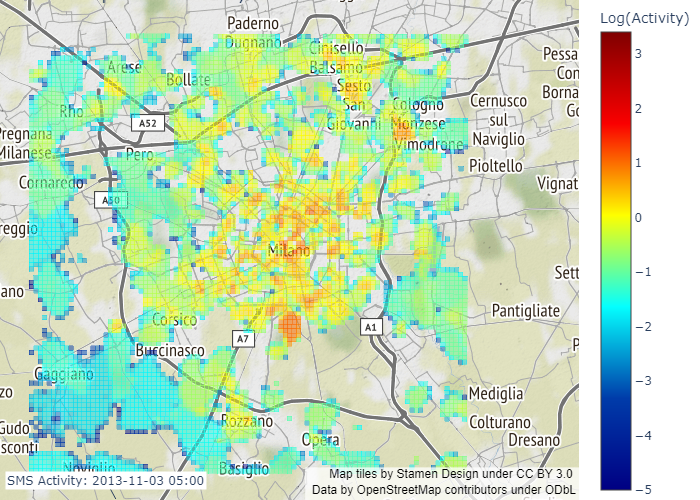 Paderno
Dugnano
Cinisello
Balsamo
Log(Activity)
Arese
Bollate
Sesto
San
Giovanni
Pessa
Con
Borna
Go
Rho
A52
Cologno
Monzese
Cernusco
sul
Naviglio
Pregnana
Milanese
Pero
Vimodrone
Pioltello
Cornaredo
A50
Vignat
reggio
Milano
Sett
ano
Corsico
Pantigliate
A7
A1
Buccinasco
P
Gaggiano
zo
Mediglia
Gudo
sconti
Rozzano
Colturano
Opera
Dresano
Noviglio
Basiglio
SMS Activity: 2013-11-03 05:00
Map tiles by Stamen Design under CC BY 3.0
Data by OpenStreetMap contributors under ODbL
3
2
1
0
−1
−2
−3
−4
−5